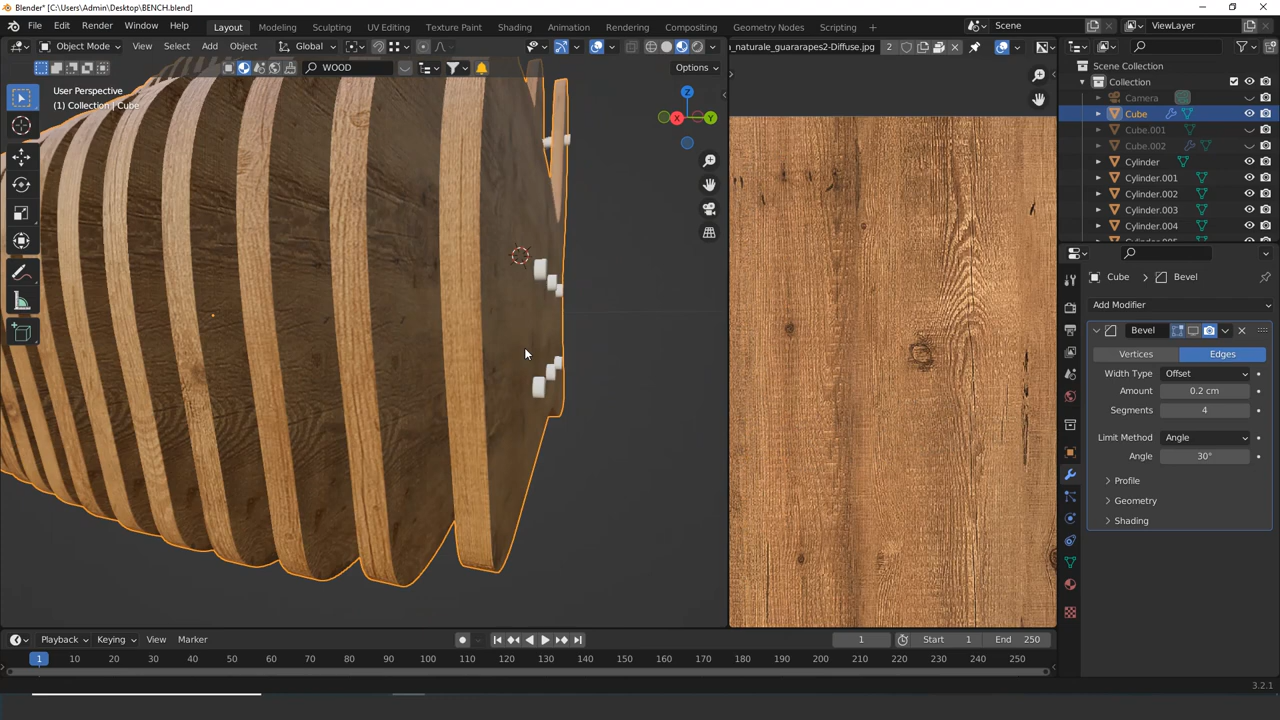 Blender* [C:\Users\Admin\Desktop\BENCH.blend]
File Edit Render Window Help Layout Modeling Sculpting UV Editing Texture Paint Shading Animation Rendering Compositing Geometry Nodes Scripting + Scene ViewLayer
Object Mode View Select Add Object Global
a_naturale_guararapes2-Diffuse.jpg 2
WOOD
Options
User Perspective
(1) Collection | Cube
Z
X
Y
Scene Collection
Collection
Camera
Cube
Cube.001
Cube.002
Cylinder
Cylinder.001
Cylinder.002
Cylinder.003
Cylinder.004
Cube > Bevel
Add Modifier
Bevel
Vertices Edges
Width Type Offset
Amount 0.2 cm
Segments 4
Limit Method Angle
Angle 30°
Profile
Geometry
Shading
Playback Keying View Marker 1 Start 1 End 250
1 10 20 30 40 50 60 70 80 90 100 110 120 130 140 150 160 170 180 190 200 210 220 230 240 250
3.2.1